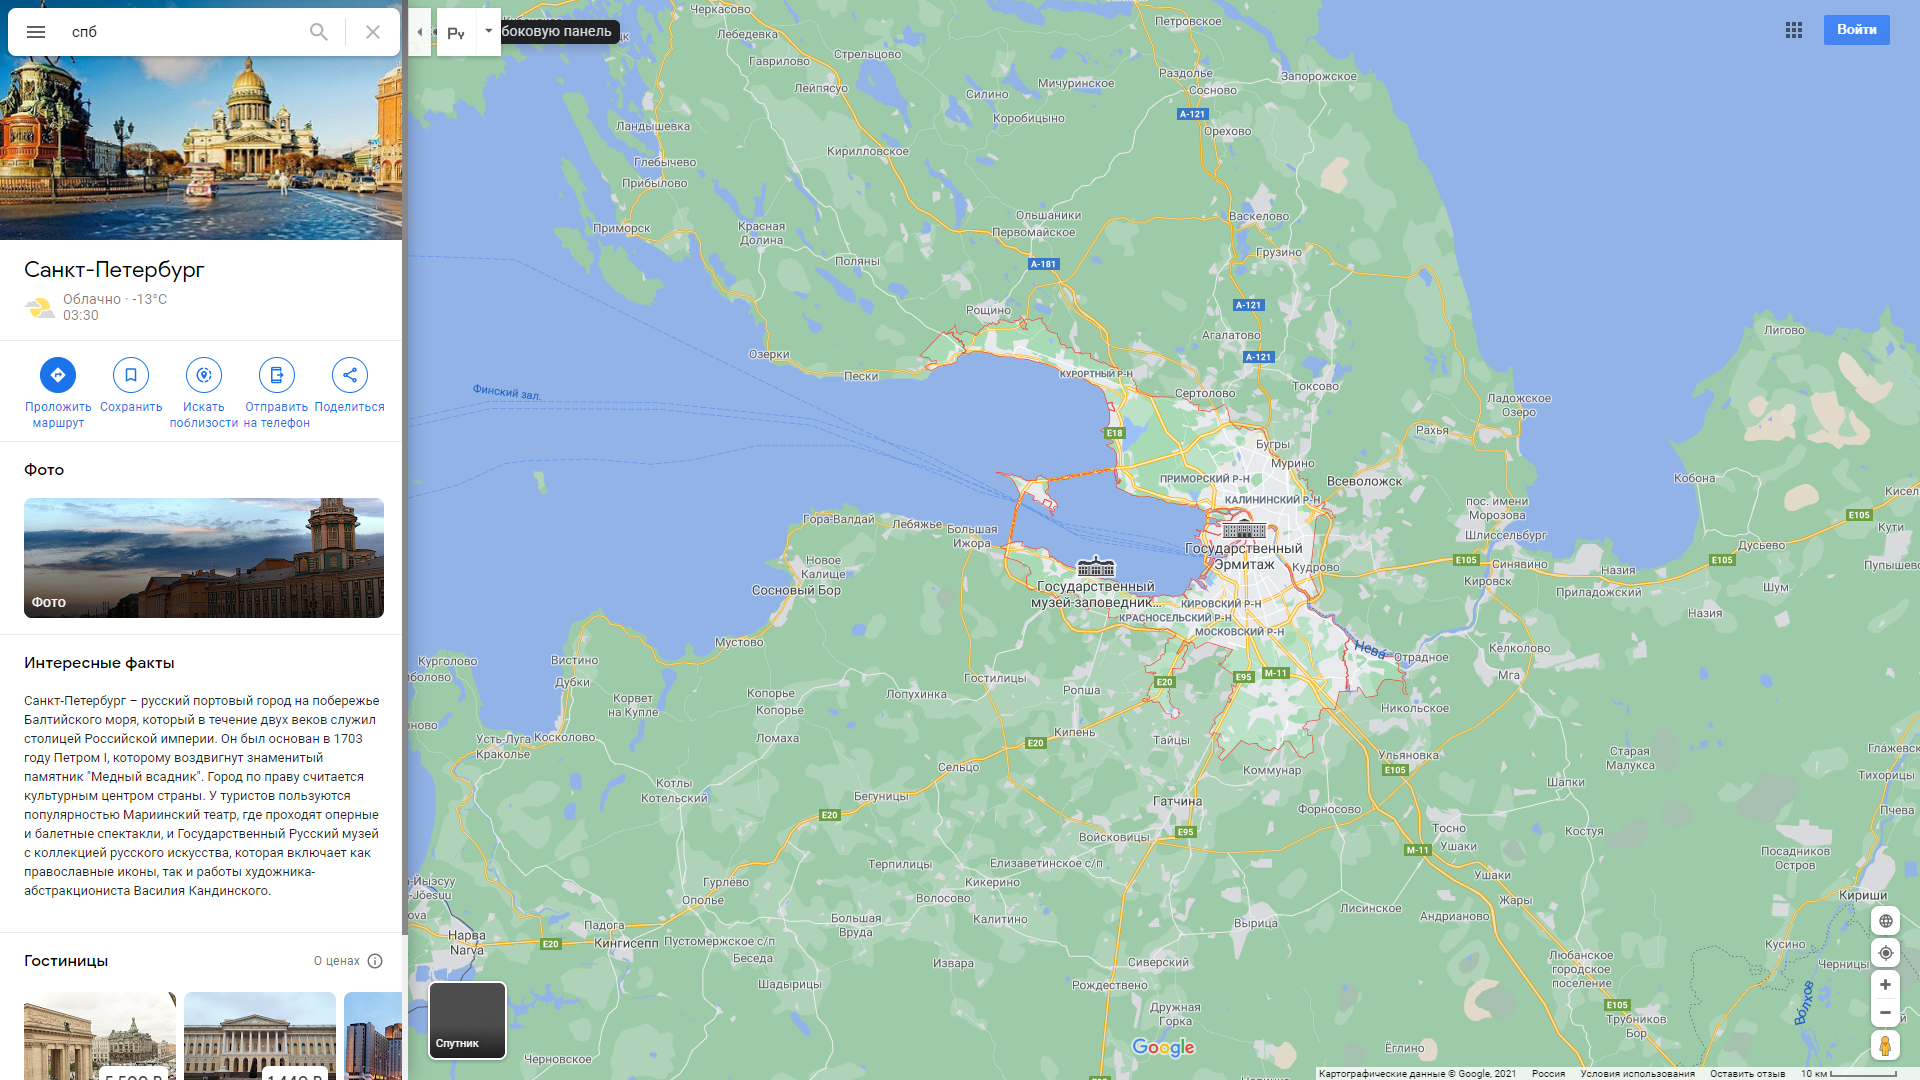 спб
боковую панель
Войти
Санкт-Петербург
Облачно · -13°C
03:30
Проложить маршрут
Сохранить
Искать поблизости
Отправить на телефон
Поделиться
Фото
Фото
Интересные факты
Санкт-Петербург – русский портовый город на побережье
Балтийского моря, который в течение двух веков служил
столицей Российской империи. Он был основан в 1703
году Петром I, которому воздвигнут знаменитый
памятник "Медный всадник". Город по праву считается
культурным центром страны. У туристов пользуются
популярностью Мариинский театр, где проходят оперные
и балетные спектакли, и Государственный Русский музей
с коллекцией русского искусства, которая включает как
православные иконы, так и работы художника-
абстракциониста Василия Кандинского.
Гостиницы
О ценах
Черкасово
Петровское
Гаврилово
Стрельцово
Лейпясуо
Силино
Мичуринское
Раздолье
Сосново
Запорожское
Коробицыно
А-121
Орехово
Ландышевка
Кирилловское
Глебычево
Прибылово
Приморск
Красная
Долина
Ольшаники
Первомайское
Васкелово
Поляны
А-181
Грузино
Рощино
А-121
Агалатово
Лигово
Озерки
Пески
А-121
КУРОРТНЫЙ Р-Н
Токсово
Финский зал.
Сертолово
Ладожское
Озеро
E18
Рахья
Бугры
Мурино
ПРИМОРСКИЙ Р-Н
Всеволожск
Кобона
КАЛИНИНСКИЙ Р-Н
пос. имени
Морозова
E105
Кути
Гора-Валдай
Лебяжье
Большая
Ижора
Шлиссельбург
Государственный
Эрмитаж
Дусьево
Новое
Калище
E105
Синявино
E105
Сосновый Бор
Государственный
музей-заповедник...
Кудрово
Кировск
Назия
Приладожский
Шум
КИРОВСКИЙ Р-Н
КРАСНОСЕЛЬСКИЙ Р-Н
МОСКОВСКИЙ Р-Н
Назия
Мустово
Нева
Отрадное
Келколово
Курголово
Вистино
Мга
Дубки
Гостилицы
Ропша
E20
E95
М-11
Корвет
на Купле
Копорье
Копорье
Лопухинка
Никольское
Усть-Луга
Краколье
Косколово
Ломаха
E20
Кипень
Тайцы
Ульяновка
E105
Старая
Малукса
Сельцо
Коммунар
Шапки
Тихорицы
Котлы
Котельский
Бегуницы
Гатчина
Форносово
Пчева
E20
Войсковицы
E95
Тосно
Ушаки
М-11
Костуя
Посадников
Остров
Терпилицы
Елизаветинское с/п
Кикерино
Ушаки
Гурлёво
Ополье
Волосово
Жары
Кириши
Большая
Вруда
Калитино
Вырица
Лисинское
Андрианово
Нарва
Narva
E20
Падога
Кингисепп
Пустомержское с/п
Беседа
Извара
Сиверский
Любанское
городское
поселение
Кусино
Черницы
Шадырицы
Рождествено
Дружная
Горка
E105
Трубников
Бор
Волхов
Черновское
Ёглино
Спутник
Google
Картографические данные © Google, 2021
Россия
Условия использования
Оставить отзыв
10 км